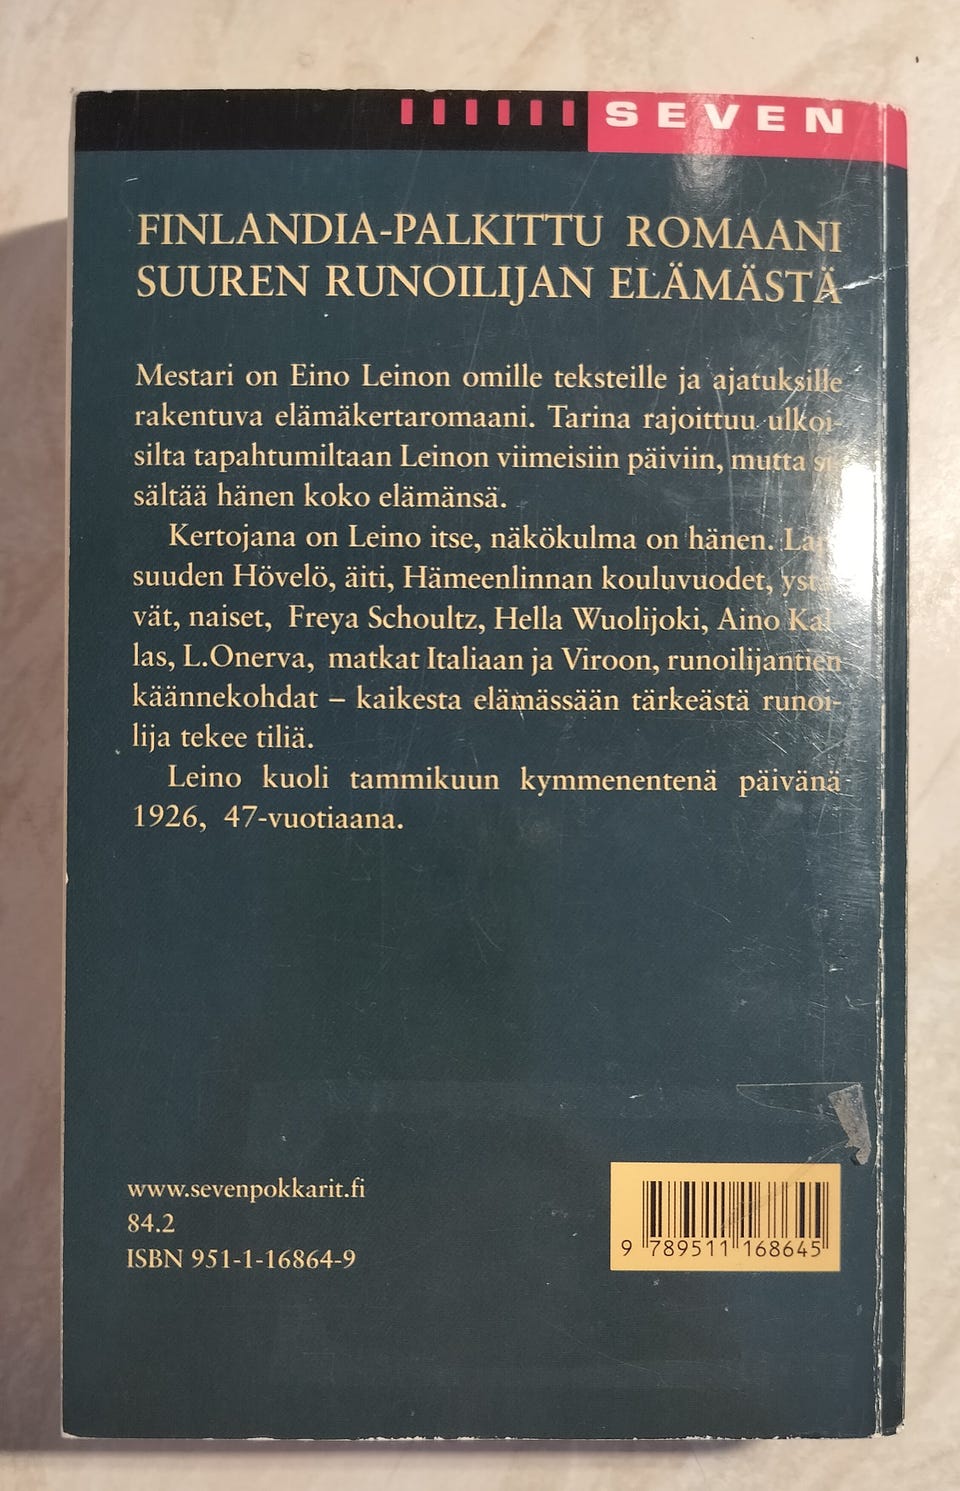 SEVEN
FINLANDIA-PALKITTU ROMAANI
SUUREN RUNOILIJAN ELÄMÄSTÄ
Mestari on Eino Leinon omille teksteille ja ajatuksille
rakentuva elämäkertaromaani. Tarina rajoittuu ulkoi-
silta tapahtumiltaan Leinon viimeisiin päiviin, mutta si-
sältää hänen koko elämänsä.
Kertojana on Leino itse, näkökulma on hänen.
suuden Hövelö, äiti, Hämeenlinnan kouluvuodet, ystä-
vät, naiset, Freya Schoultz, Hella Wuolijoki, Aino Kal-
las, L.Onerva, matkat Italiaan ja Viroon, runoilijantien
käännekohdat – kaikesta elämässään tärkeästä runoi-
lija tekee tiliä.
Leino kuoli tammikuun kymmenentenä päivänä
1926, 47-vuotiaana.
www.sevenpokkarit.fi
84.2
ISBN 951-1-16864-9
9 789511 168645